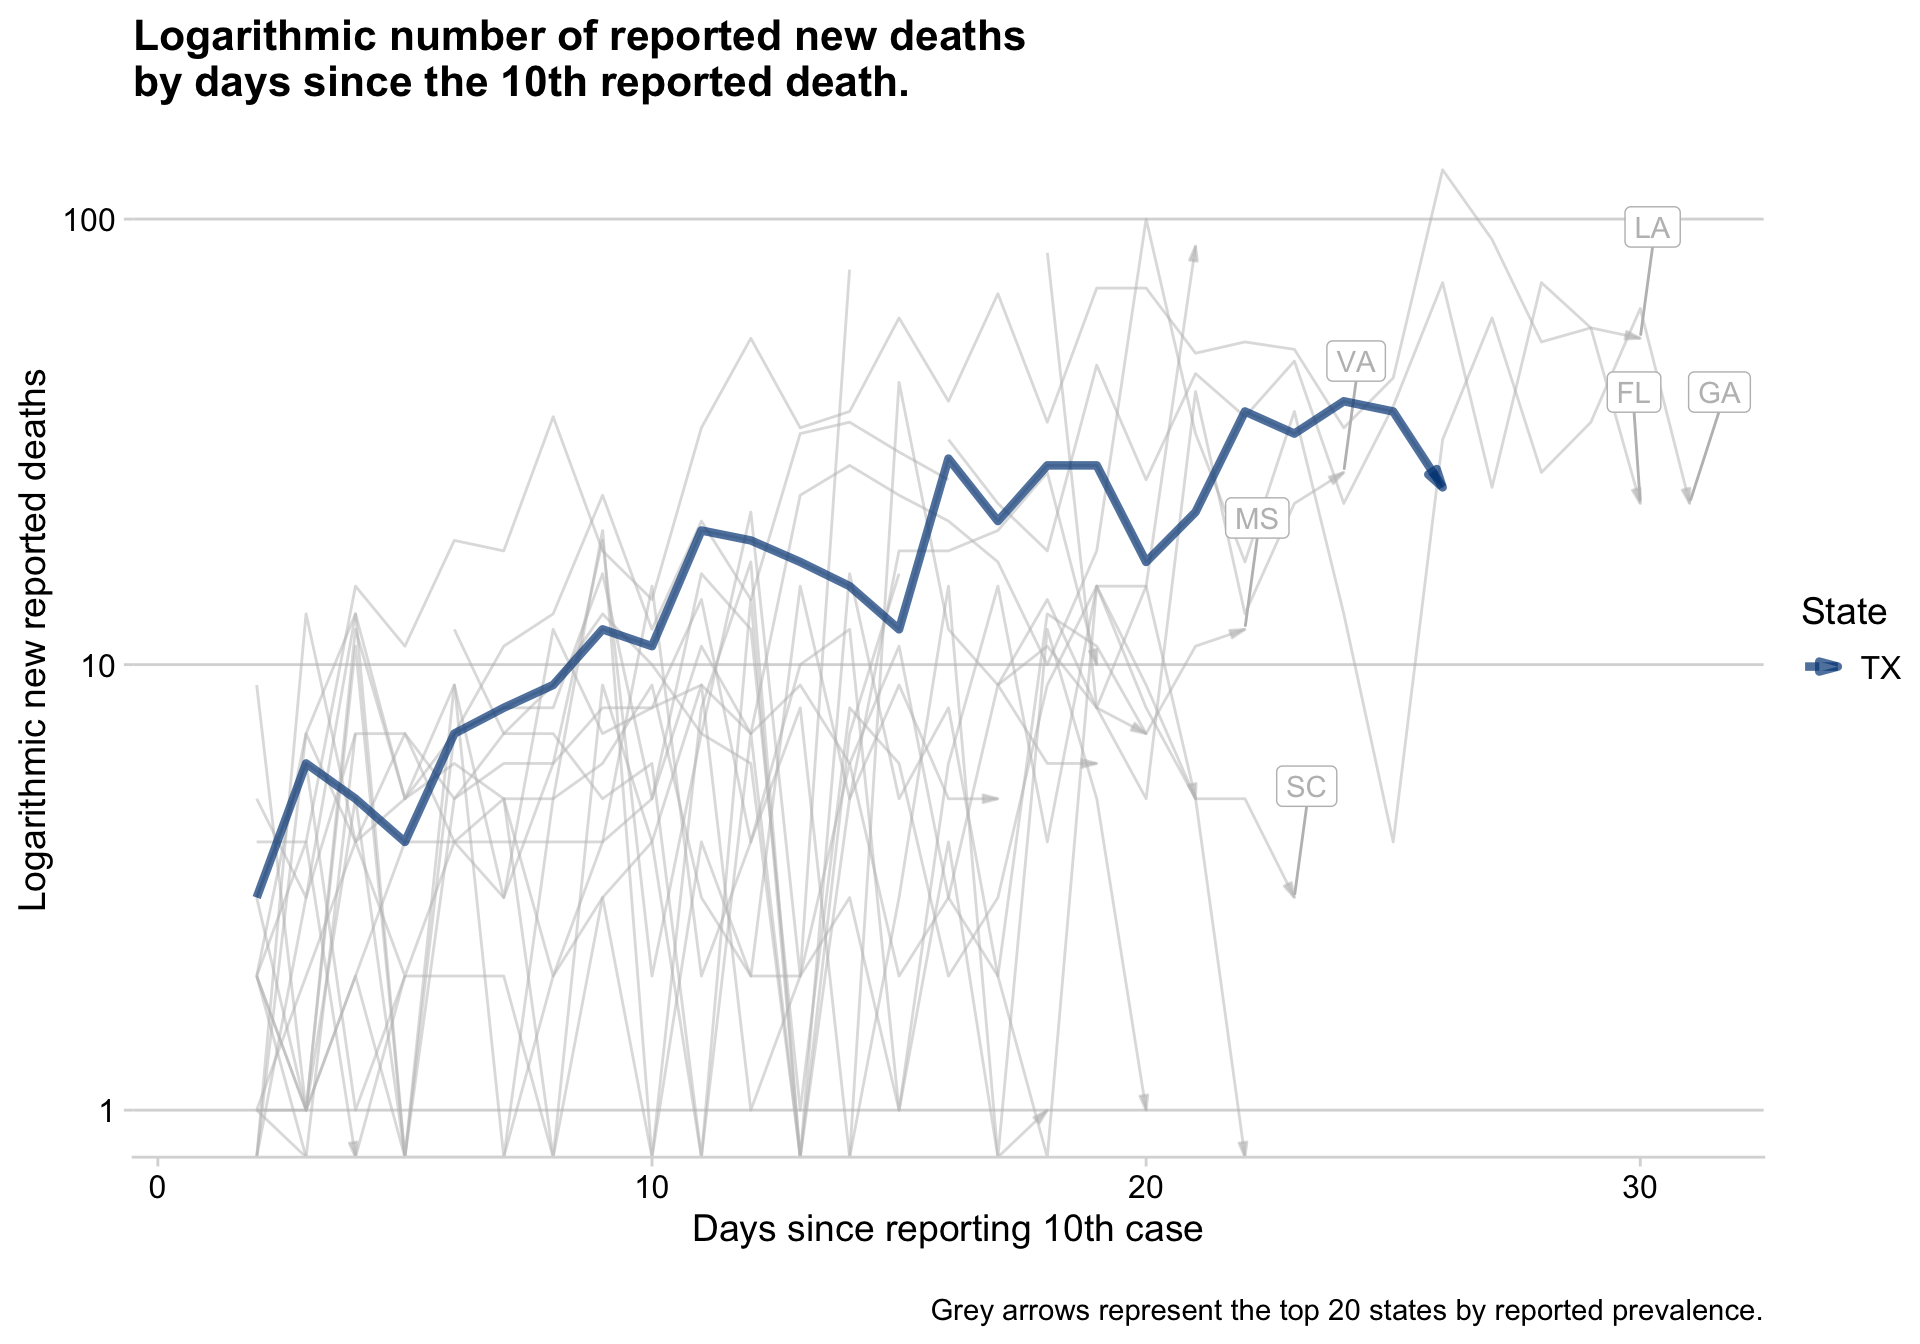 Logarithmic number of reported new deaths
by days since the 10th reported death.
Logarithmic new reported deaths
100
10
1
LA
VA
FL
GA
MS
SC
State
TX
0
10
20
30
Days since reporting 10th case
Grey arrows represent the top 20 states by reported prevalence.